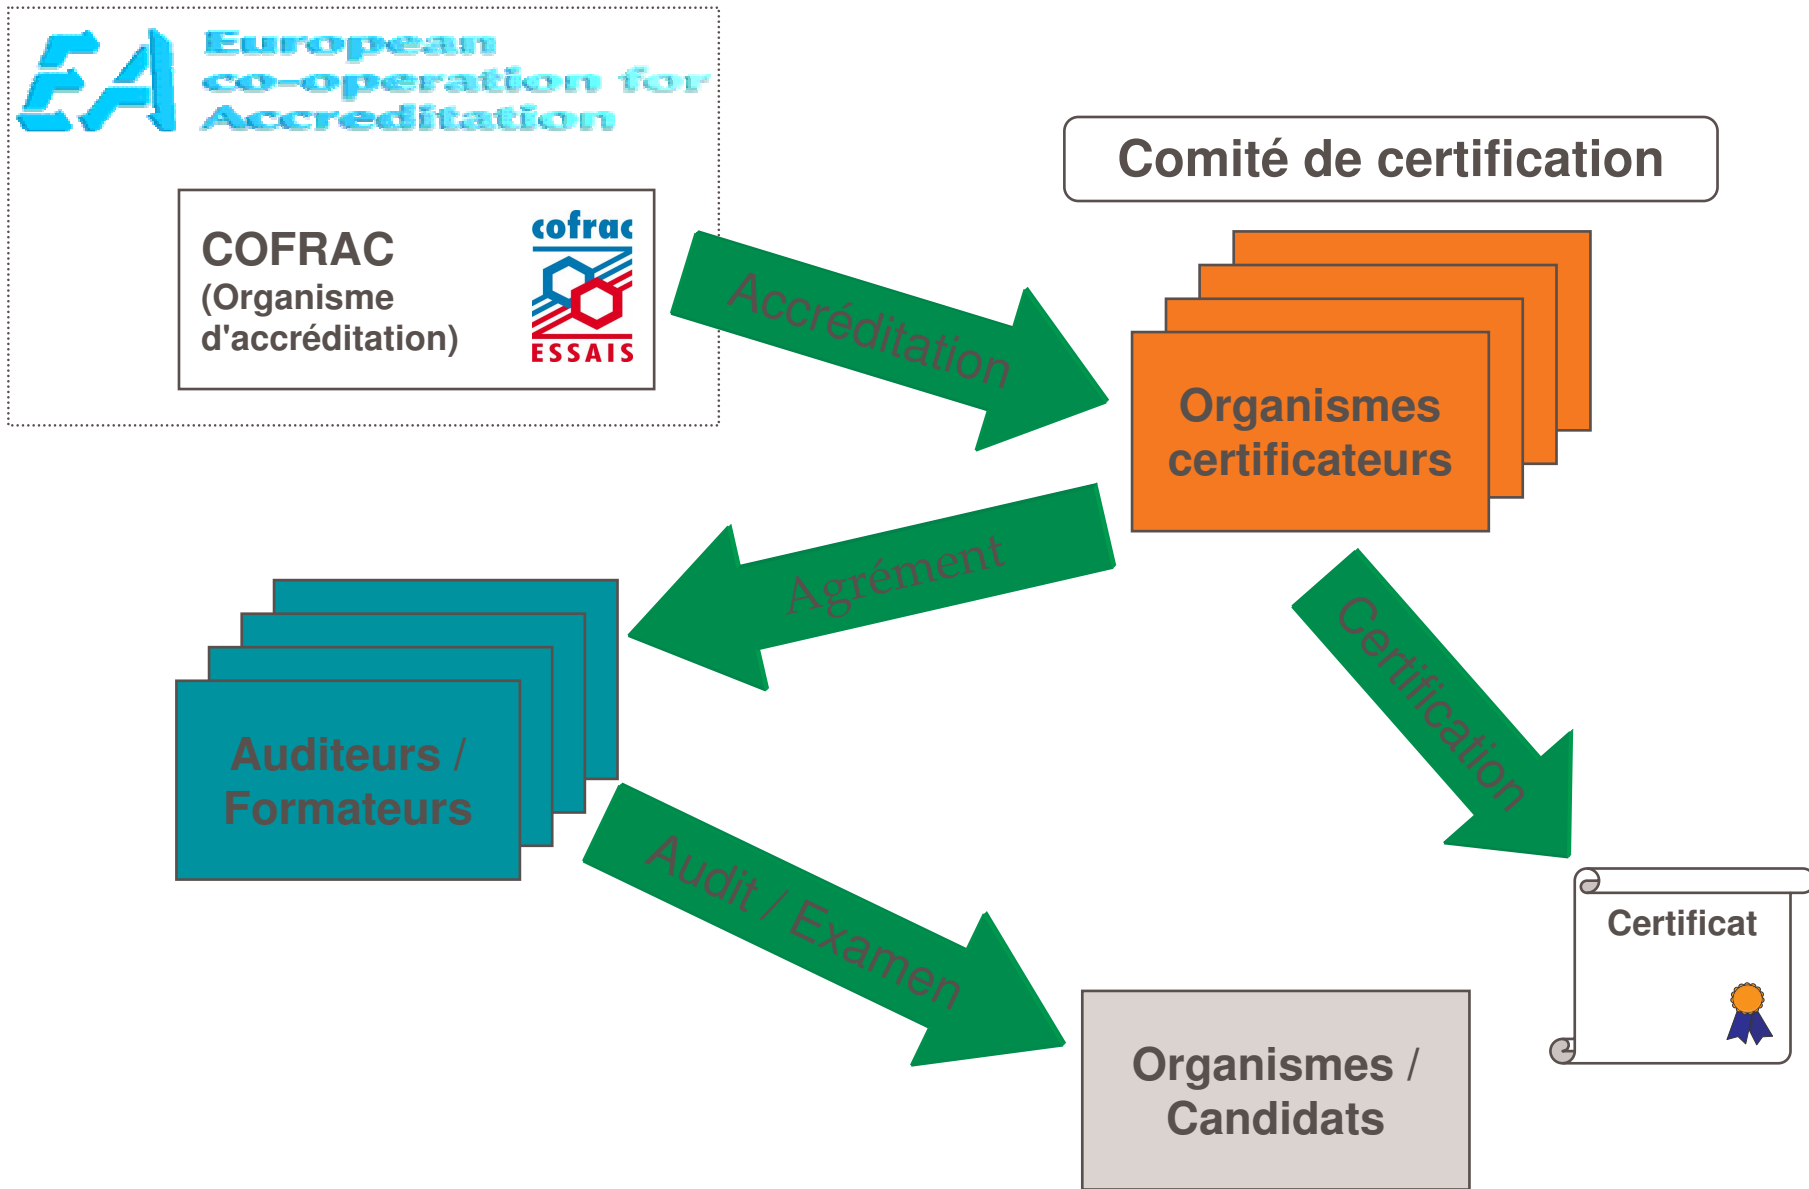 EA
European
co-operation for
Accreditation
Comité de certification
COFRAC
(Organisme
d'accréditation)
cofrac
ESSAIS
Accréditation
Organismes
certificateurs
Agrément
Certification
Auditeurs /
Formateurs
Audit / Examen
Certificat
Organismes /
Candidats